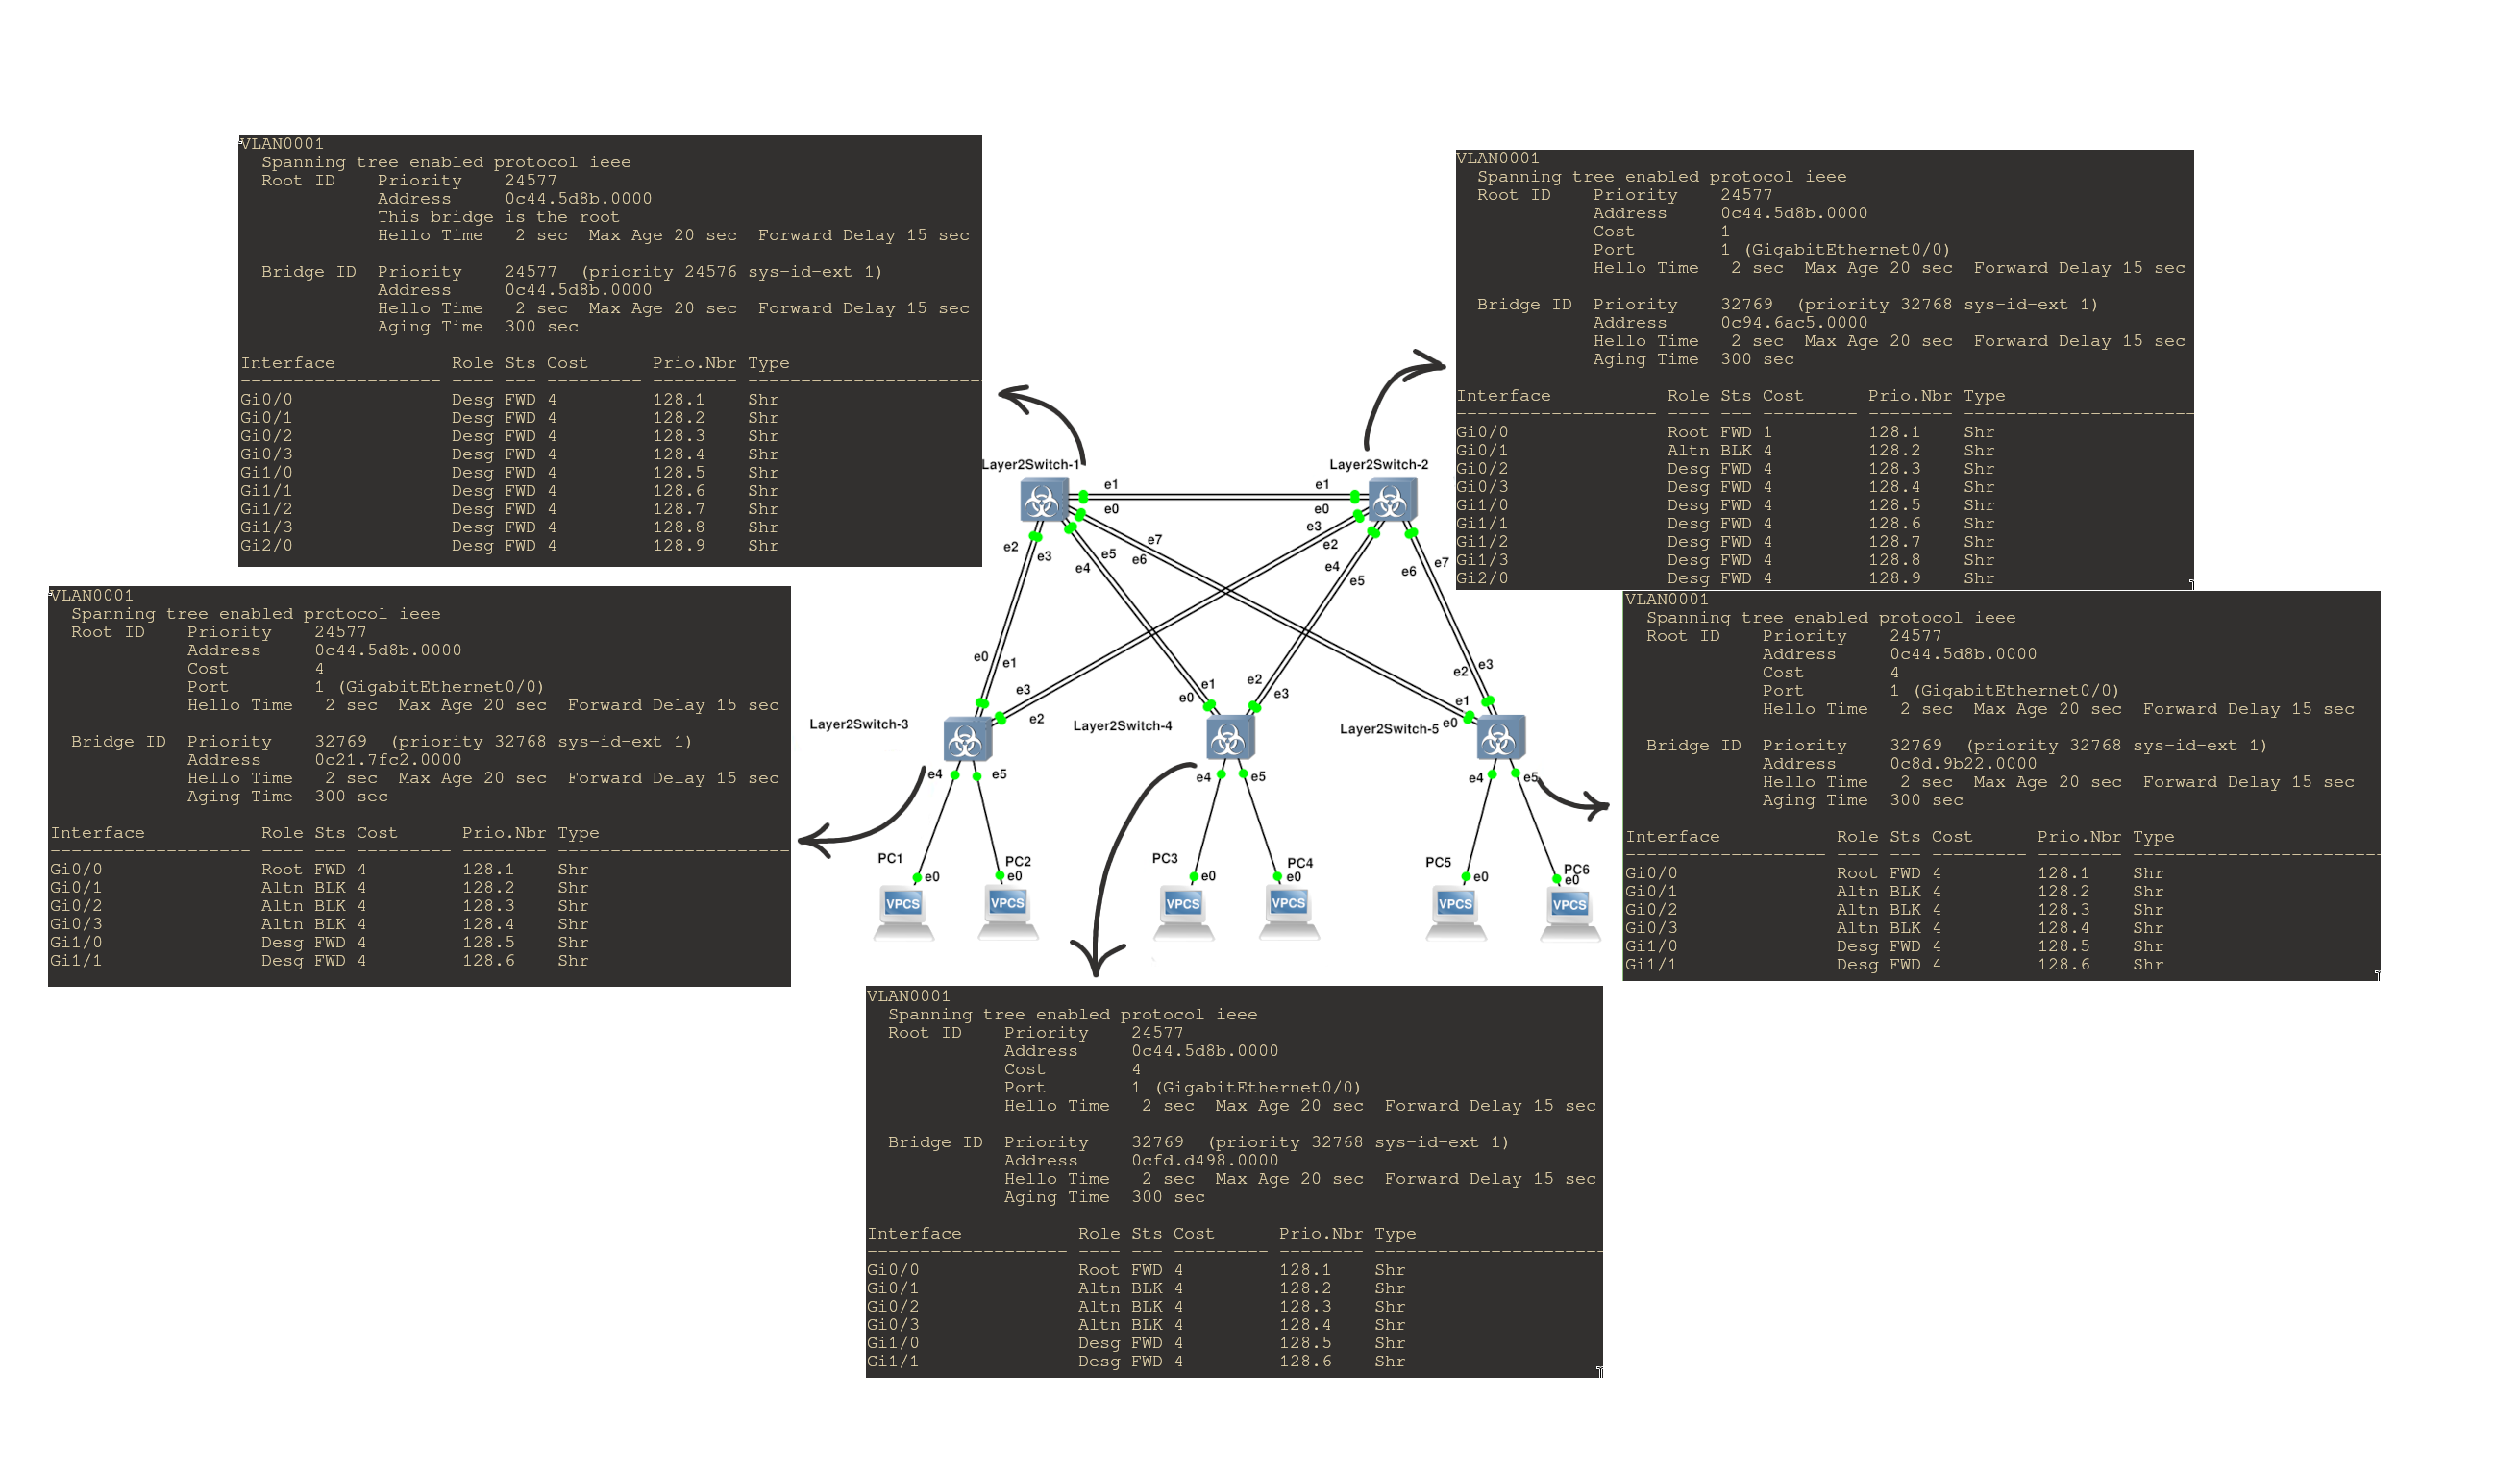 VLAN0001
  Spanning tree enabled protocol ieee
  Root ID    Priority    24577
             Address     0c44.5d8b.0000
             This bridge is the root
             Hello Time   2 sec  Max Age 20 sec  Forward Delay 15 sec
  Bridge ID  Priority    24577  (priority 24576 sys-id-ext 1)
             Address     0c44.5d8b.0000
             Hello Time   2 sec  Max Age 20 sec  Forward Delay 15 sec
             Aging Time  300 sec
Interface           Role Sts Cost      Prio.Nbr Type
------------------- ---- --- --------- -------- ----------------------
Gi0/0               Desg FWD 4         128.1    Shr
Gi0/1               Desg FWD 4         128.2    Shr
Gi0/2               Desg FWD 4         128.3    Shr
Gi0/3               Desg FWD 4         128.4    Shr
Gi1/0               Desg FWD 4         128.5    Shr
Gi1/1               Desg FWD 4         128.6    Shr
Gi1/2               Desg FWD 4         128.7    Shr
Gi1/3               Desg FWD 4         128.8    Shr
Gi2/0               Desg FWD 4         128.9    Shr
VLAN0001
  Spanning tree enabled protocol ieee
  Root ID    Priority    24577
             Address     0c44.5d8b.0000
             Cost        1
             Port        1 (GigabitEthernet0/0)
             Hello Time   2 sec  Max Age 20 sec  Forward Delay 15 sec
  Bridge ID  Priority    32769  (priority 32768 sys-id-ext 1)
             Address     0c94.6ac5.0000
             Hello Time   2 sec  Max Age 20 sec  Forward Delay 15 sec
             Aging Time  300 sec
Interface           Role Sts Cost      Prio.Nbr Type
------------------- ---- --- --------- -------- ----------------------
Gi0/0               Root FWD 1         128.1    Shr
Gi0/1               Altn BLK 4         128.2    Shr
Gi0/2               Desg FWD 4         128.3    Shr
Gi0/3               Desg FWD 4         128.4    Shr
Gi1/0               Desg FWD 4         128.5    Shr
Gi1/1               Desg FWD 4         128.6    Shr
Gi1/2               Desg FWD 4         128.7    Shr
Gi1/3               Desg FWD 4         128.8    Shr
Gi2/0               Desg FWD 4         128.9    Shr
Layer2Switch-1
Layer2Switch-2
e1 e1
e0 e0
e3
e2 e3 e5 e7 e6 e4 e2 e4 e5 e6 e7
e0 e1 e3 e2
e0 e1 e2 e3
e2 e3 e1 e0
Layer2Switch-3
Layer2Switch-4
Layer2Switch-5
e4 e5 e4 e5 e4 e5
PC1 PC2 PC3 PC4 PC5 PC6
e0 e0 e0 e0 e0 e0
VPCS VPCS VPCS VPCS VPCS VPCS
VLAN0001
  Spanning tree enabled protocol ieee
  Root ID    Priority    24577
             Address     0c44.5d8b.0000
             Cost        4
             Port        1 (GigabitEthernet0/0)
             Hello Time   2 sec  Max Age 20 sec  Forward Delay 15 sec
  Bridge ID  Priority    32769  (priority 32768 sys-id-ext 1)
             Address     0c21.7fc2.0000
             Hello Time   2 sec  Max Age 20 sec  Forward Delay 15 sec
             Aging Time  300 sec
Interface           Role Sts Cost      Prio.Nbr Type
------------------- ---- --- --------- -------- ----------------------
Gi0/0               Root FWD 4         128.1    Shr
Gi0/1               Altn BLK 4         128.2    Shr
Gi0/2               Altn BLK 4         128.3    Shr
Gi0/3               Altn BLK 4         128.4    Shr
Gi1/0               Desg FWD 4         128.5    Shr
Gi1/1               Desg FWD 4         128.6    Shr
VLAN0001
  Spanning tree enabled protocol ieee
  Root ID    Priority    24577
             Address     0c44.5d8b.0000
             Cost        4
             Port        1 (GigabitEthernet0/0)
             Hello Time   2 sec  Max Age 20 sec  Forward Delay 15 sec
  Bridge ID  Priority    32769  (priority 32768 sys-id-ext 1)
             Address     0c8d.9b22.0000
             Hello Time   2 sec  Max Age 20 sec  Forward Delay 15 sec
             Aging Time  300 sec
Interface           Role Sts Cost      Prio.Nbr Type
------------------- ---- --- --------- -------- ----------------------
Gi0/0               Root FWD 4         128.1    Shr
Gi0/1               Altn BLK 4         128.2    Shr
Gi0/2               Altn BLK 4         128.3    Shr
Gi0/3               Altn BLK 4         128.4    Shr
Gi1/0               Desg FWD 4         128.5    Shr
Gi1/1               Desg FWD 4         128.6    Shr
VLAN0001
  Spanning tree enabled protocol ieee
  Root ID    Priority    24577
             Address     0c44.5d8b.0000
             Cost        4
             Port        1 (GigabitEthernet0/0)
             Hello Time   2 sec  Max Age 20 sec  Forward Delay 15 sec
  Bridge ID  Priority    32769  (priority 32768 sys-id-ext 1)
             Address     0cfd.d498.0000
             Hello Time   2 sec  Max Age 20 sec  Forward Delay 15 sec
             Aging Time  300 sec
Interface           Role Sts Cost      Prio.Nbr Type
------------------- ---- --- --------- -------- ----------------------
Gi0/0               Root FWD 4         128.1    Shr
Gi0/1               Altn BLK 4         128.2    Shr
Gi0/2               Altn BLK 4         128.3    Shr
Gi0/3               Altn BLK 4         128.4    Shr
Gi1/0               Desg FWD 4         128.5    Shr
Gi1/1               Desg FWD 4         128.6    Shr